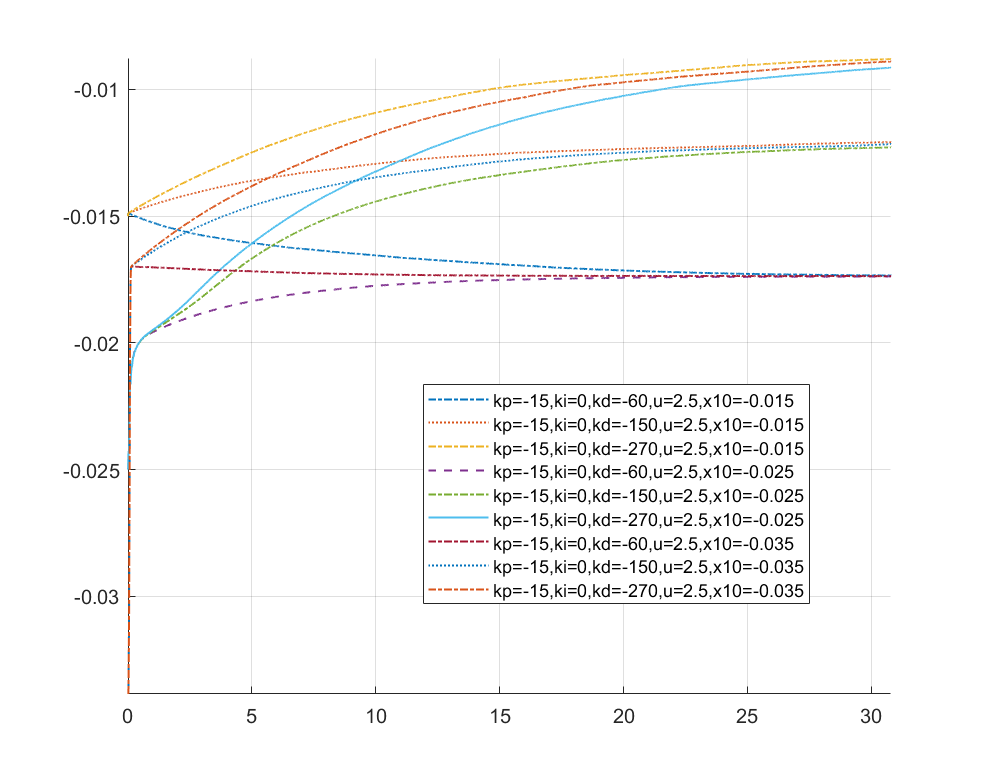 -0.01
-0.015
-0.02
-0.025
-0.03
kp=-15,ki=0,kd=-60,u=2.5,x10=-0.015
kp=-15,ki=0,kd=-150,u=2.5,x10=-0.015
kp=-15,ki=0,kd=-270,u=2.5,x10=-0.015
kp=-15,ki=0,kd=-60,u=2.5,x10=-0.025
kp=-15,ki=0,kd=-150,u=2.5,x10=-0.025
kp=-15,ki=0,kd=-270,u=2.5,x10=-0.025
kp=-15,ki=0,kd=-60,u=2.5,x10=-0.035
kp=-15,ki=0,kd=-150,u=2.5,x10=-0.035
kp=-15,ki=0,kd=-270,u=2.5,x10=-0.035
0 5 10 15 20 25 30